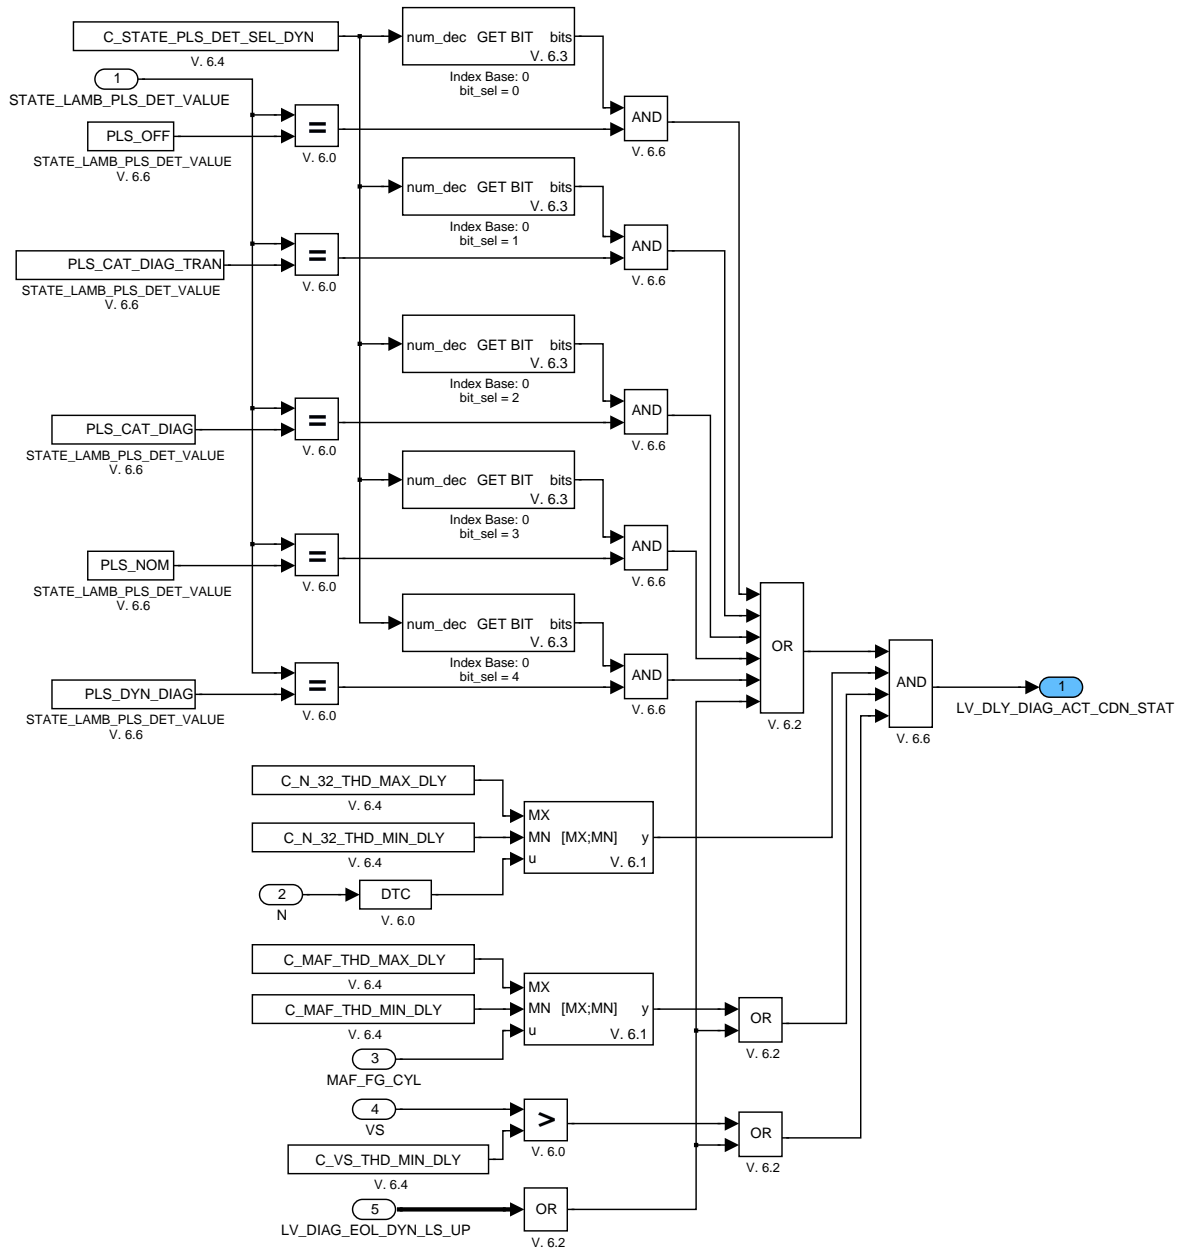 C_STATE_PLS_DET_SEL_DYN
V. 6.4
num_dec GET BIT bits
V. 6.3
Index Base: 0
bit_sel = 0
1
STATE_LAMB_PLS_DET_VALUE
PLS_OFF
STATE_LAMB_PLS_DET_VALUE
V. 6.6
=
V. 6.0
AND
V. 6.6
num_dec GET BIT bits
V. 6.3
Index Base: 0
bit_sel = 1
PLS_CAT_DIAG_TRAN
STATE_LAMB_PLS_DET_VALUE
V. 6.6
=
V. 6.0
AND
V. 6.6
num_dec GET BIT bits
V. 6.3
Index Base: 0
bit_sel = 2
PLS_CAT_DIAG
STATE_LAMB_PLS_DET_VALUE
V. 6.6
=
V. 6.0
AND
V. 6.6
num_dec GET BIT bits
V. 6.3
Index Base: 0
bit_sel = 3
PLS_NOM
STATE_LAMB_PLS_DET_VALUE
V. 6.6
=
V. 6.0
AND
V. 6.6
num_dec GET BIT bits
V. 6.3
Index Base: 0
bit_sel = 4
PLS_DYN_DIAG
STATE_LAMB_PLS_DET_VALUE
V. 6.6
=
V. 6.0
AND
V. 6.6
OR
V. 6.2
AND
V. 6.6
1
LV_DLY_DIAG_ACT_CDN_STAT
C_N_32_THD_MAX_DLY
V. 6.4
C_N_32_THD_MIN_DLY
V. 6.4
2
N
DTC
V. 6.0
MX
MN [MX;MN] y
u
V. 6.1
C_MAF_THD_MAX_DLY
V. 6.4
C_MAF_THD_MIN_DLY
V. 6.4
3
MAF_FG_CYL
MX
MN [MX;MN] y
u
V. 6.1
OR
V. 6.2
4
VS
C_VS_THD_MIN_DLY
V. 6.4
>
V. 6.0
OR
V. 6.2
5
LV_DIAG_EOL_DYN_LS_UP
OR
V. 6.2